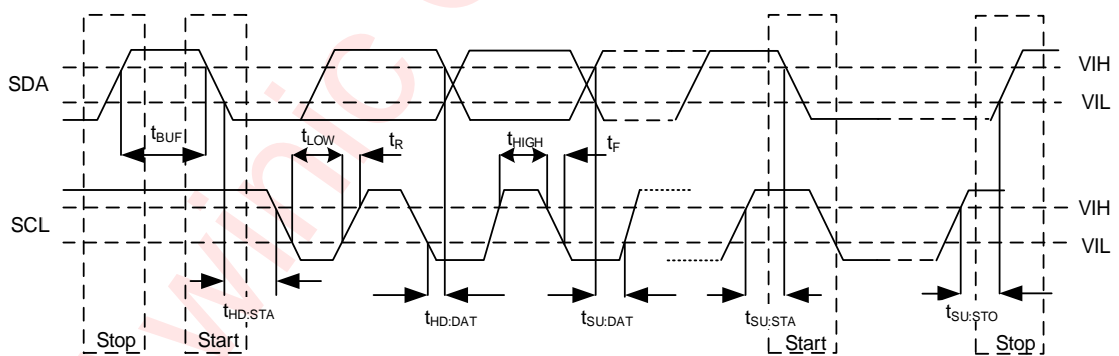 SDA
VIH
VIL
tBUF
tLOW
tR
tHIGH
tF
SCL
VIH
VIL
tHD:STA
tHD:DAT
tSU:DAT
tSU:STA
tSU:STO
Stop
Start
Start
Stop
winic